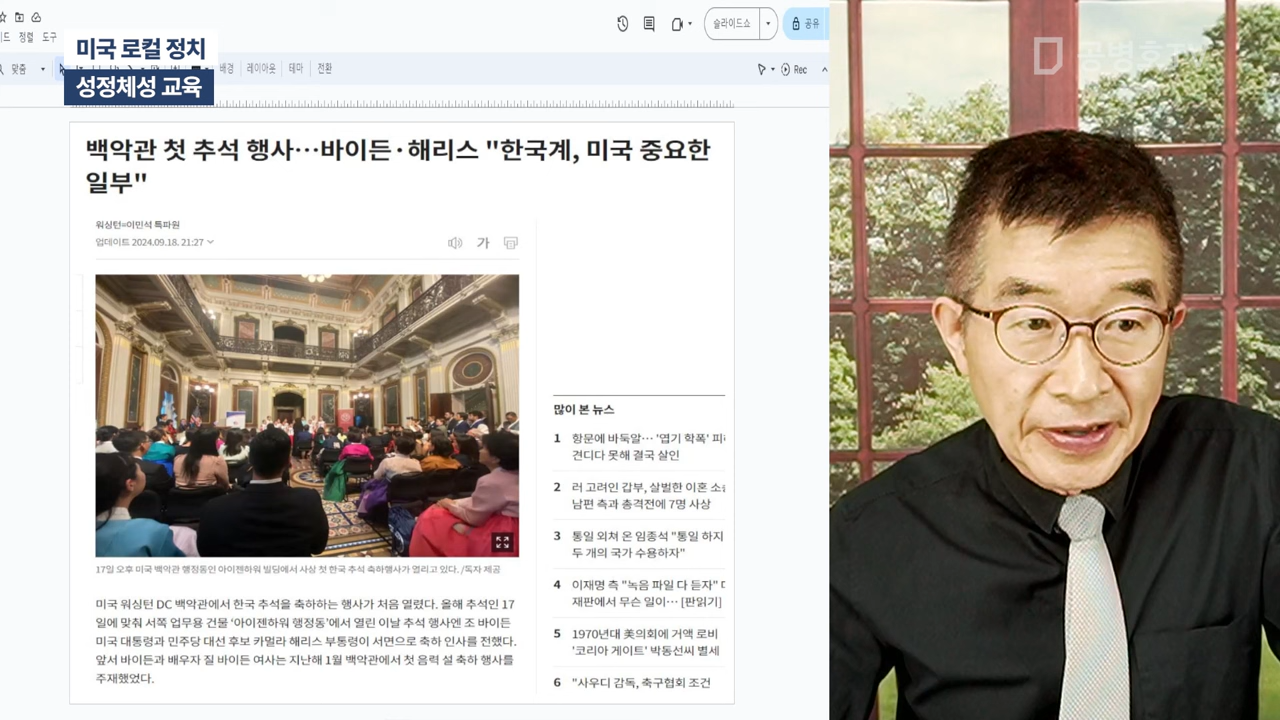 슬라이드쇼
공유
정렬 도구
미국 로컬 정치
맞춤
배경
레이아웃
테마
전환
Rec
성정체성 교육
공병호TV
백악관 첫 추석 행사…바이든·해리스 "한국계, 미국 중요한
일부"
워싱턴=이민석 특파원
업데이트 2024.09.18. 21:27
가
17일 오후 미국 백악관 행정동인 아이젠하워 빌딩에서 사상 첫 한국 추석 축하행사가 열리고 있다. /독자 제공
미국 워싱턴 DC 백악관에서 한국 추석을 축하하는 행사가 처음 열렸다. 올해 추석인 17
일에 맞춰 서쪽 업무용 건물 '아이젠하워 행정동'에서 열린 이날 추석 행사엔 조 바이든
미국 대통령과 민주당 대선 후보 카멀라 해리스 부통령이 서면으로 축하 인사를 전했다.
앞서 바이든과 배우자 질 바이든 여사는 지난해 1월 백악관에서 첫 음력 설 축하 행사를
주재했었다.
많이 본 뉴스
1 항문에 바둑알… '엽기 학폭' 피
견디다 못해 결국 살인
2 러 고려인 갑부, 살벌한 이혼 소
남편 측과 총격전에 7명 사상
3 통일 외쳐 온 임종석 "통일 하지
두 개의 국가 수용하자"
4 이재명 측 "녹음 파일 다 듣자"
재판에서 무슨 일이… [판읽기]
5 1970년대 美의회에 거액 로비
'코리아 게이트' 박동선씨 별세
6 "사우디 감독, 축구협회 조건